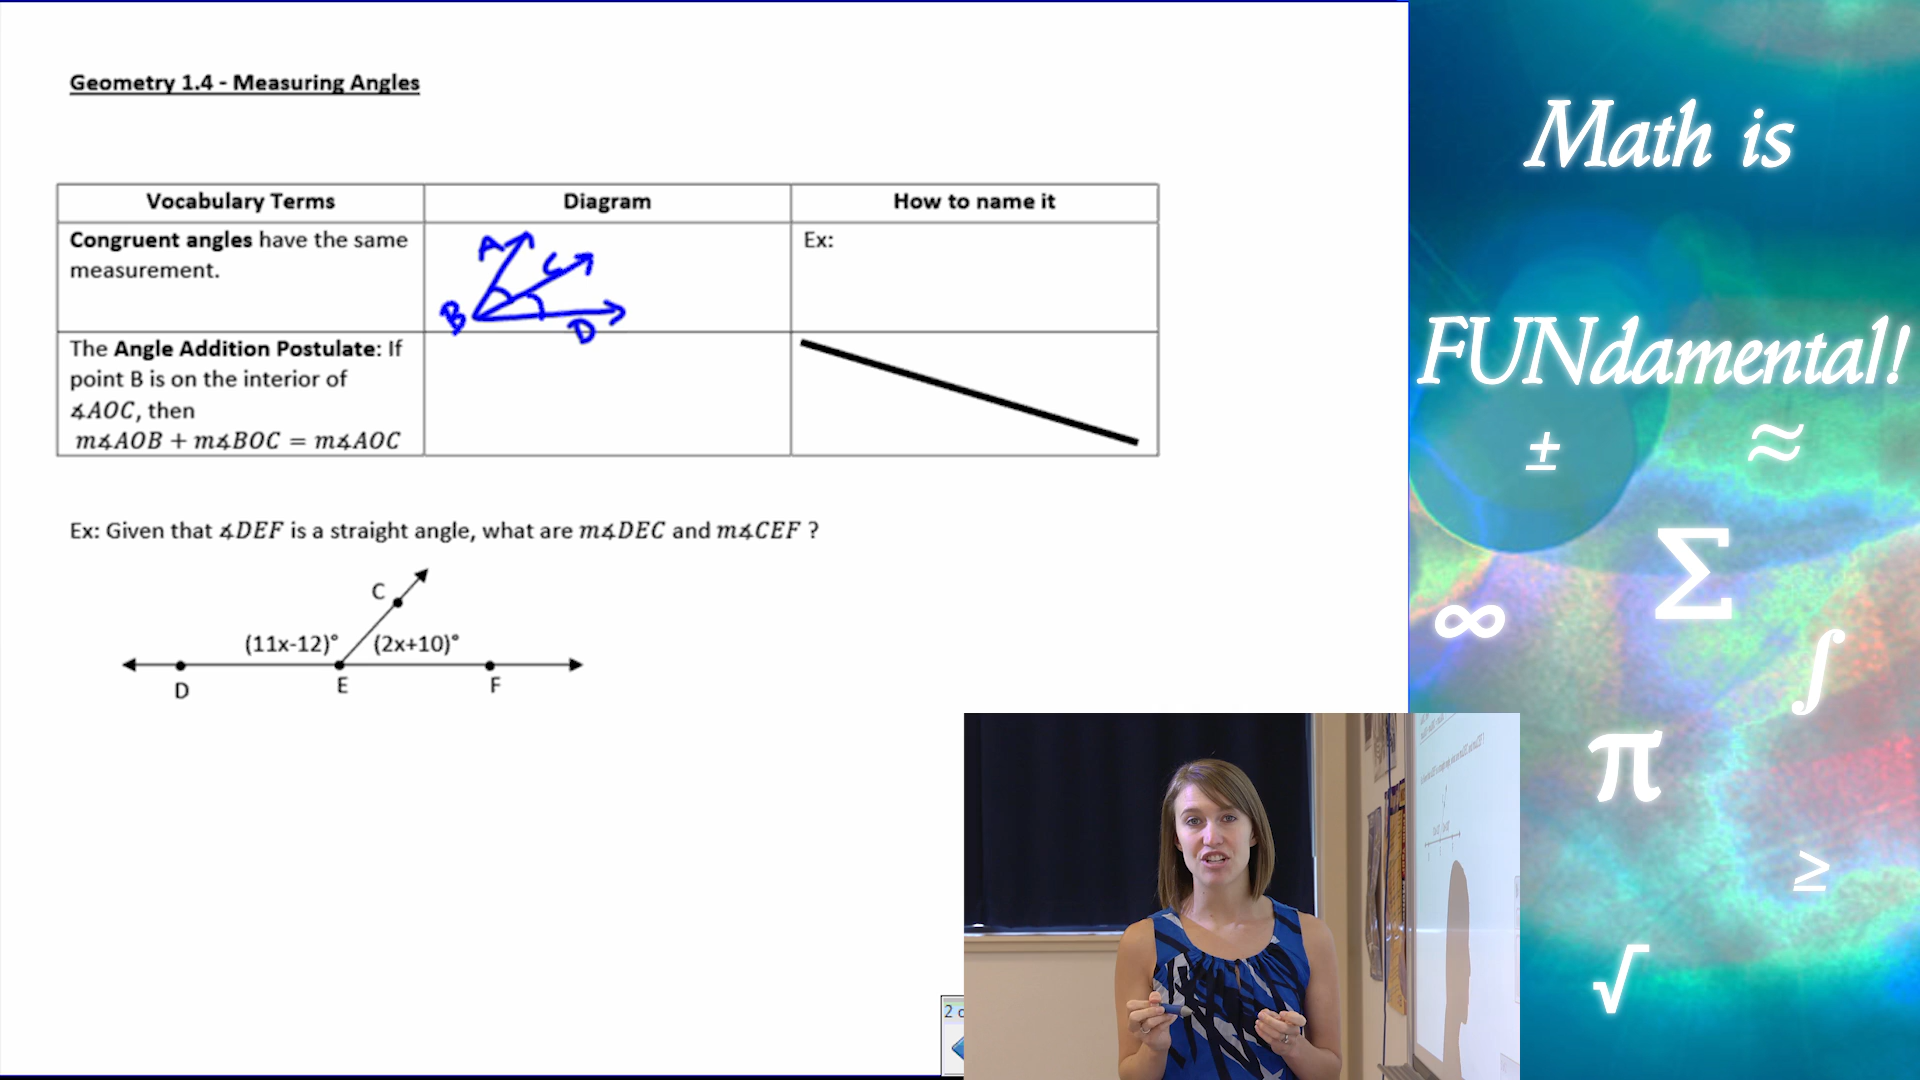 Geometry 1.4 - Measuring Angles
Vocabulary Terms
Diagram
How to name it
Congruent angles have the same
measurement.
A
C
B
D
Ex:
The Angle Addition Postulate: If
point B is on the interior of
∡AOC, then
m∡AOB + m∡BOC = m∡AOC
Ex: Given that ∡DEF is a straight angle, what are m∡DEC and m∡CEF ?
C
(11x-12)°
(2x+10)°
D
E
F
2
Math is
FUNdamental!
± ≈
Σ
∞
∫
π
≥
√